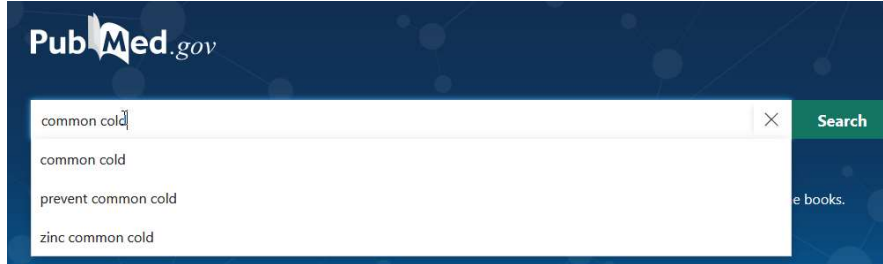 PubMed.gov
common cold
Search
common cold
prevent common cold
e books.
zinc common cold